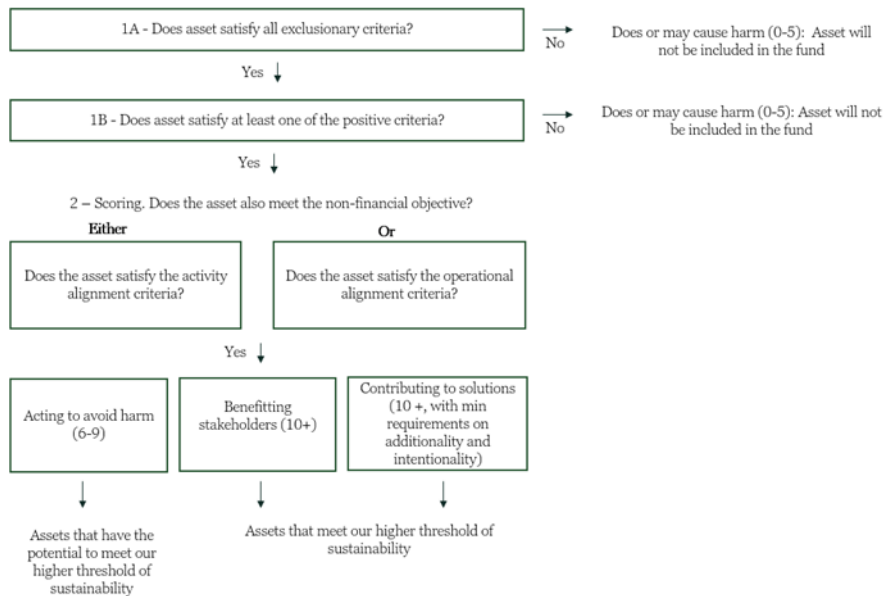 1A - Does asset satisfy all exclusionary criteria?
No
Does or may cause harm (0-5): Asset will
not be included in the fund
Yes
1B - Does asset satisfy at least one of the positive criteria?
No
Does or may cause harm (0-5): Asset will not
be included in the fund
Yes
2 – Scoring. Does the asset also meet the non-financial objective?
Either
Or
Does the asset satisfy the activity
alignment criteria?
Does the asset satisfy the operational
alignment criteria?
Yes
Acting to avoid harm
(6-9)
Benefitting
stakeholders (10+)
Contributing to solutions
(10 +, with min
requirements on
additionality and
intentionality)
Assets that have the
potential to meet our
higher threshold of
sustainability
Assets that meet our higher threshold of
sustainability